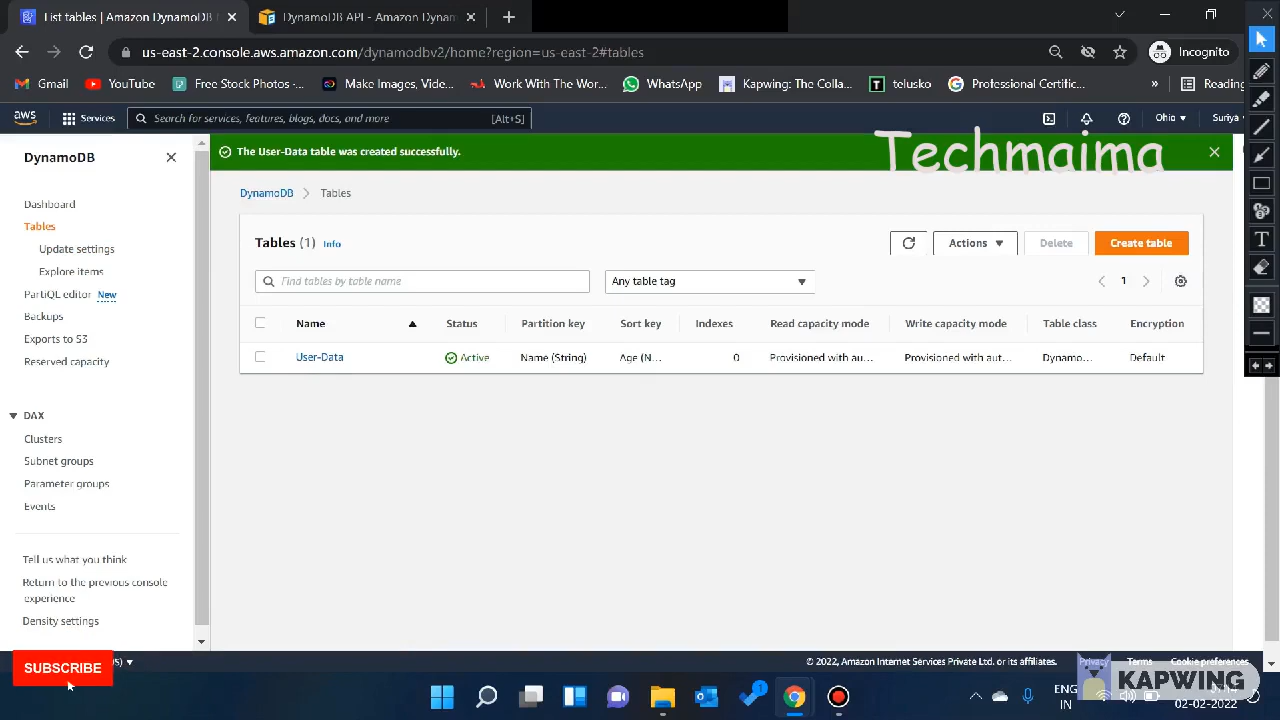 List tables | Amazon DynamoDB
DynamoDB API - Amazon Dynam
us-east-2.console.aws.amazon.com/dynamodbv2/home?region=us-east-2#tables
Incognito
Gmail
YouTube
Free Stock Photos -...
Make Images, Vide...
Work With Wor...
WhatsApp
Kapwing: The Ga...
T telusko
G Professional Certific...
»
Reading
aws
Services
Search for services, features, blogs, docs, and more
[Alt+S]
Ohio
Suriya
DynamoDB
The User-Data table was created successfully.
Techmaima
Dashboard
Tables
Update settings
Explore items
PartiQL editor New
Backups
Exports to S3
Reserved capacity
DAX
Clusters
Subnet groups
Parameter groups
Events
Tell us what you think
Return to the previous console
experience
Density settings
DynamoDB
Tables
Tables (1) Info
Actions
Delete
Create table
Find tables by table name
Any table tag
1
Name
Status
Partition key
Sort key
Indexes
Read capacity mode
Write capacity mode
Table class
Encryption
User-Data
Active
Name (String)
Age (N...
0
Provisioned with au...
Provisioned with aut...
Dynamo...
Default
SUBSCRIBE
© 2022, Amazon Internet Services Private Ltd. or its affiliates.
Privacy
Terms
Cookie preferences
KAPWING
ENG
IN
02-02-2022